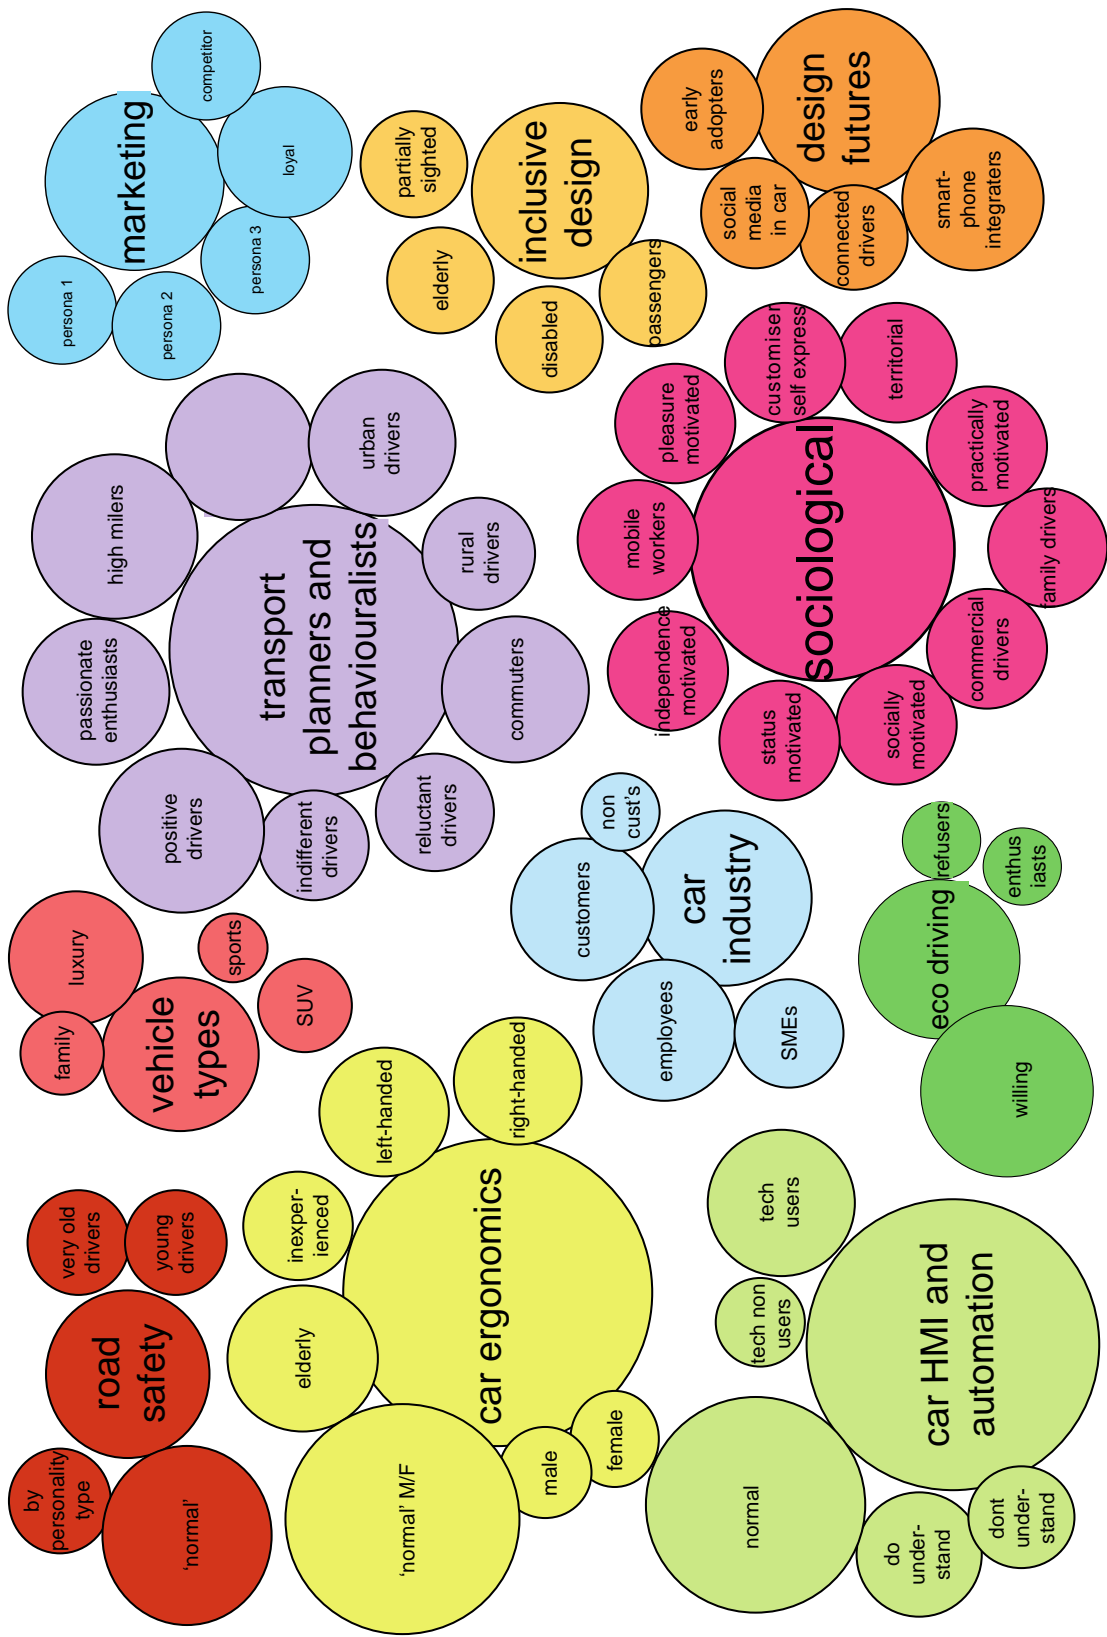 by
personality
type
'normal'
road
safety
very old
drivers
young
drivers
family
luxury
vehicle
types
sports
SUV
positive
drivers
passionate
enthusiasts
high milers
transport
planners and
behaviouralists
indifferent
drivers
reluctant
drivers
commuters
rural
drivers
urban
drivers
persona 1
persona 2
persona 3
marketing
competitor
loyal
'normal' M/F
elderly
inexper-
ienced
left-handed
right-handed
car ergonomics
male
female
employees
customers
non
cust's
car
industry
SMEs
independence
motivated
mobile
workers
pleasure
motivated
customiser
self express
territorial
sociological
status
motivated
socially
motivated
commercial
drivers
family drivers
practically
motivated
elderly
partially
sighted
disabled
inclusive
design
passengers
normal
tech non
users
tech
users
car HMI and
automation
do
under-
stand
dont
under-
stand
willing
eco driving
refusers
enthus
iasts
early
adopters
social
media
in car
connected
drivers
design
futures
smart-
phone
integraters